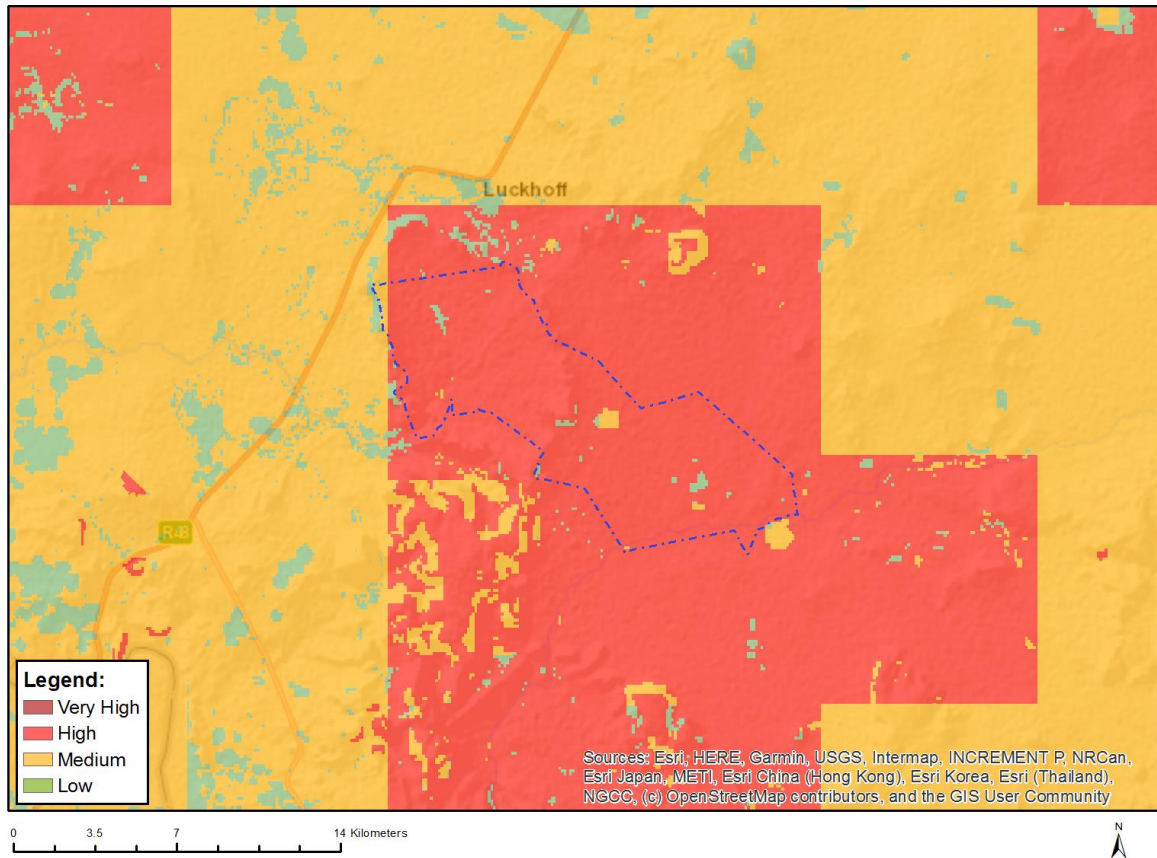 Luckhoff
R48
Legend:
Very High
High
Medium
Low
Sources: Esri, HERE, Garmin, USGS, Intermap, INCREMENT P, NRCan,
Esri Japan, METI, Esri China (Hong Kong), Esri Korea, Esri (Thailand),
NGCC, (c) OpenStreetMap contributors, and the GIS User Community
0 3.5 7 14 Kilometers
N